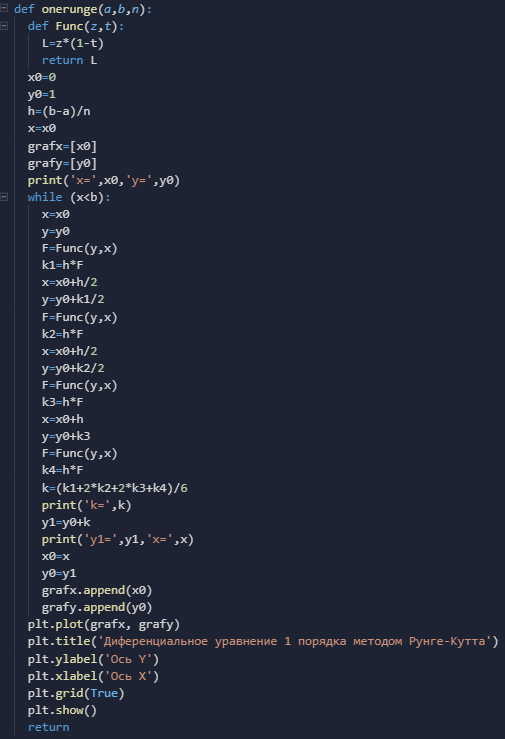 def onerunge(a,b,n):
def Func(z,t):
L=z*(1-t)
return L
x0=0
y0=1
h=(b-a)/n
x=x0
grafx=[x0]
grafy=[y0]
print('x=',x0,'y=',y0)
while (x<b):
x=x0
y=y0
F=Func(y,x)
k1=h*F
x=x0+h/2
y=y0+k1/2
F=Func(y,x)
k2=h*F
x=x0+h/2
y=y0+k2/2
F=Func(y,x)
k3=h*F
x=x0+h
y=y0+k3
F=Func(y,x)
k4=h*F
k=(k1+2*k2+2*k3+k4)/6
print('k=',k)
y1=y0+k
print('y1=',y1,'x=',x)
x0=x
y0=y1
grafx.append(x0)
grafy.append(y0)
plt.plot(grafx, grafy)
plt.title('Диференциальное уравнение 1 порядка методом Рунге-Кутта')
plt.ylabel('Ось Y')
plt.xlabel('Ось X')
plt.grid(True)
plt.show()
return